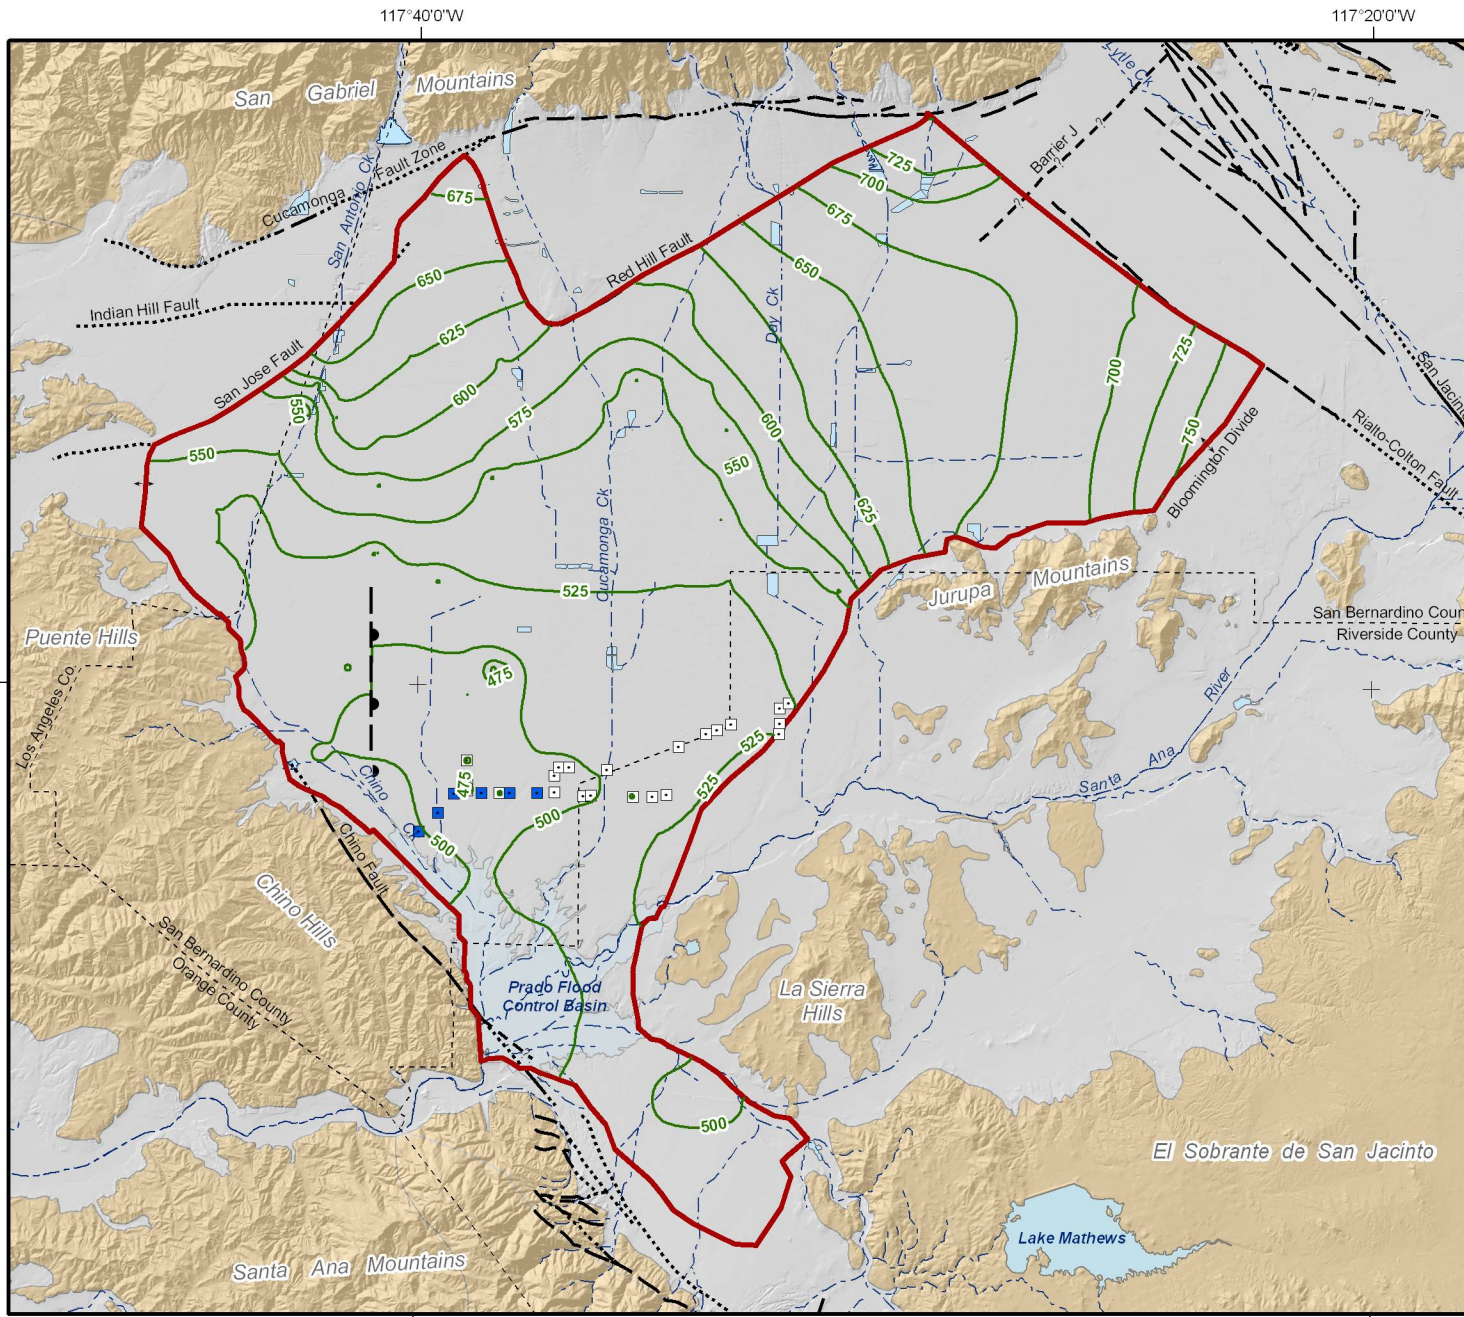 117°40'0"W
117°20'0"W
San Gabriel Mountains
Lytle Ck
Cucamonga Fault Zone
San Antonio Ck
Barrier J
?
?
?
?
?
?
725
700
675
675
650
650
Red Hill Fault
Indian Hill Fault
Day Ck
625
San Jose Fault
600
575
550
550
550
600
625
700
725
750
Bloomington Divide
San Jacinto
Rialto-Colton Fault
Cucamonga Ck
525
Jurupa Mountains
San Bernardino Coun
Riverside County
Puente Hills
Los Angeles Co.
475
River
Santa Ana
525
525
475
Chino
C
500
500
Chino Fault
Chino Hills
San Bernardino County
Orange County
Prado Flood
Control Basin
La Sierra
Hills
500
El Sobrante de San Jacinto
Lake Mathews
Santa Ana Mountains